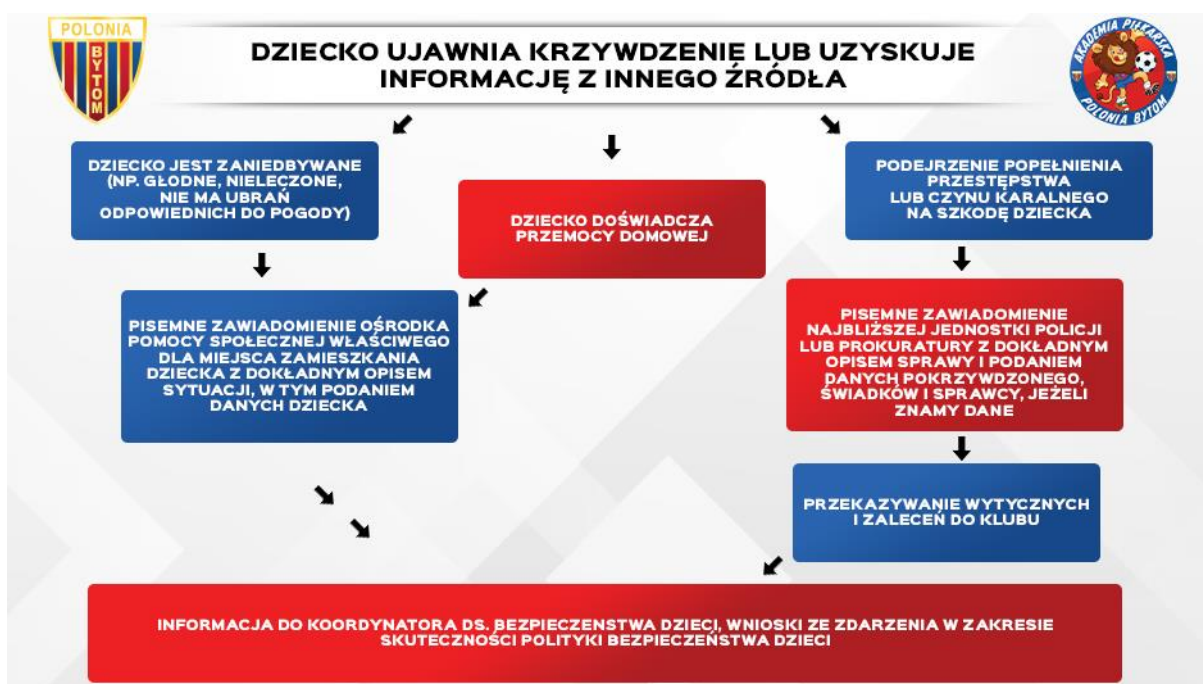 POLONIA
BYTOM
DZIECKO UJAWNIA KRZYWDZENIE LUB UZYSKUJE
INFORMACJĘ Z INNEGO ŹRÓDŁA
AKADEMIA PIŁKARSKA
POLONIA BYTOM
DZIECKO JEST ZANIEDBYWANE
(NP. GŁODNE, NIELECZONE,
NIE MA UBRAŃ
ODPOWIEDNICH DO POGODY)
DZIECKO DOŚWIADCZA
PRZEMOCY DOMOWEJ
PODEJRZENIE POPEŁNIENIA
PRZESTĘPSTWA
LUB CZYNU KARALNEGO
NA SZKODĘ DZIECKA
PISEMNE ZAWIADOMIENIE OŚRODKA
POMOCY SPOŁECZNEJ WŁAŚCIWEGO
DLA MIEJSCA ZAMIESZKANIA
DZIECKA Z DOKŁADNYM OPISEM
SYTUACJI, W TYM PODANIEM
DANYCH DZIECKA
PISEMNE ZAWIADOMIENIE
NAJBLIŻSZEJ JEDNOSTKI POLICJI
LUB PROKURATURY Z DOKŁADNYM
OPISEM SPRAWY I PODANIEM
DANYCH POKRZYWDZONEGO,
ŚWIADKÓW I SPRAWCY, JEŻELI
ZNAMY DANE
PRZEKAZYWANIE WYTYCZNYCH
I ZALECEŃ DO KLUBU
INFORMACJA DO KOORDYNATORA DS. BEZPIECZENSTWA DZIECI, WNIOSKI ZE ZDARZENIA W ZAKRESIE
SKUTECZNOŚCI POLITYKI BEZPIECZEŃSTWA DZIECI